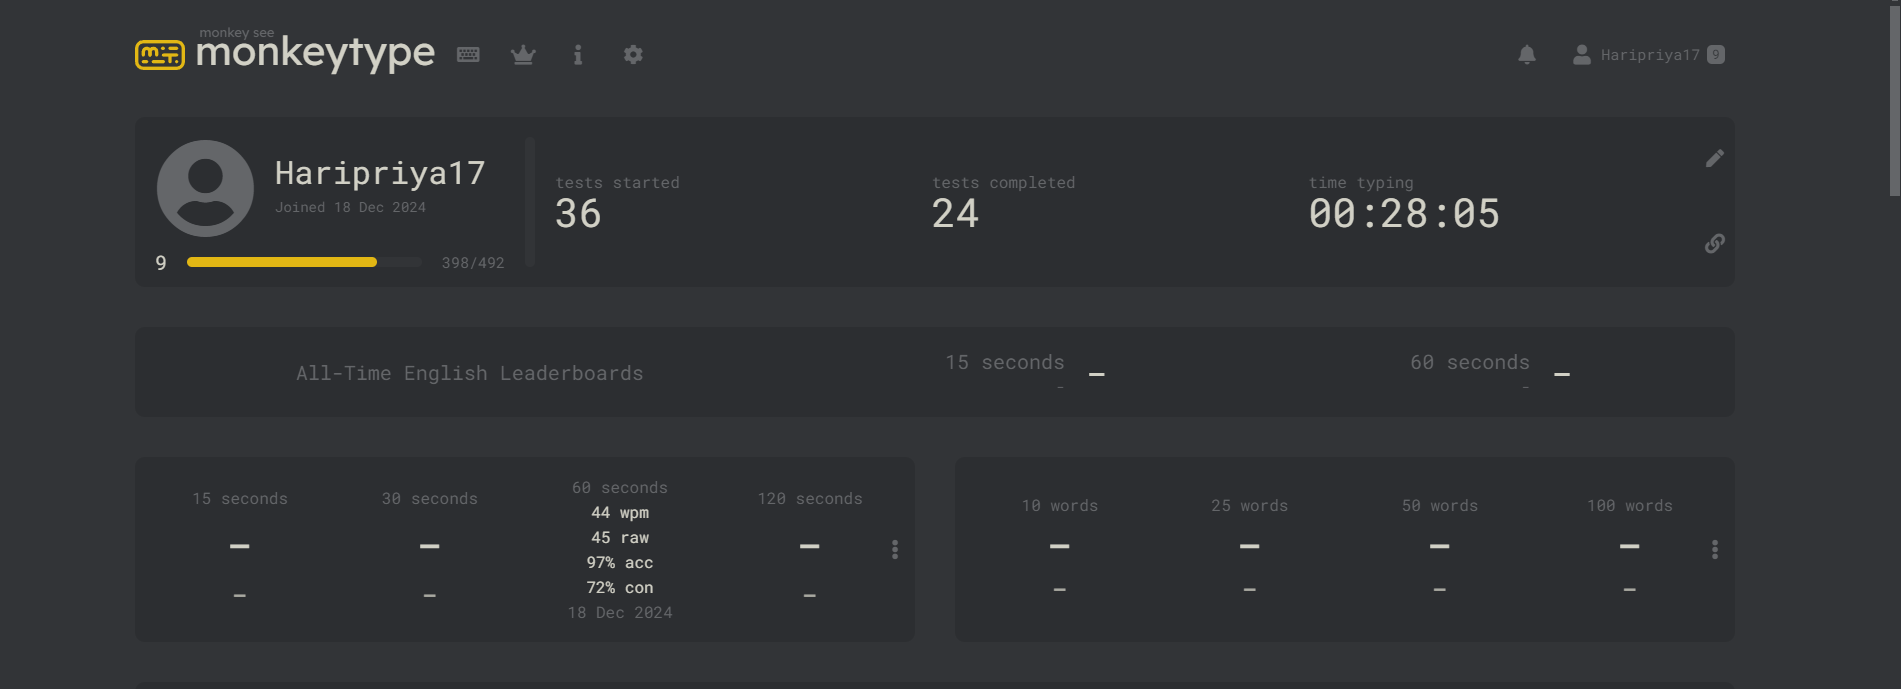 monkey see
monkeytype
Haripriya17 9
Haripriya17
Joined 18 Dec 2024
9 398/492
tests started
36
tests completed
24
time typing
00:28:05
All-Time English Leaderboards
15 seconds –
-
60 seconds –
-
15 seconds
–
–
30 seconds
–
–
60 seconds
44 wpm
45 raw
97% acc
72% con
18 Dec 2024
120 seconds
–
–
10 words
–
–
25 words
–
–
50 words
–
–
100 words
–
–